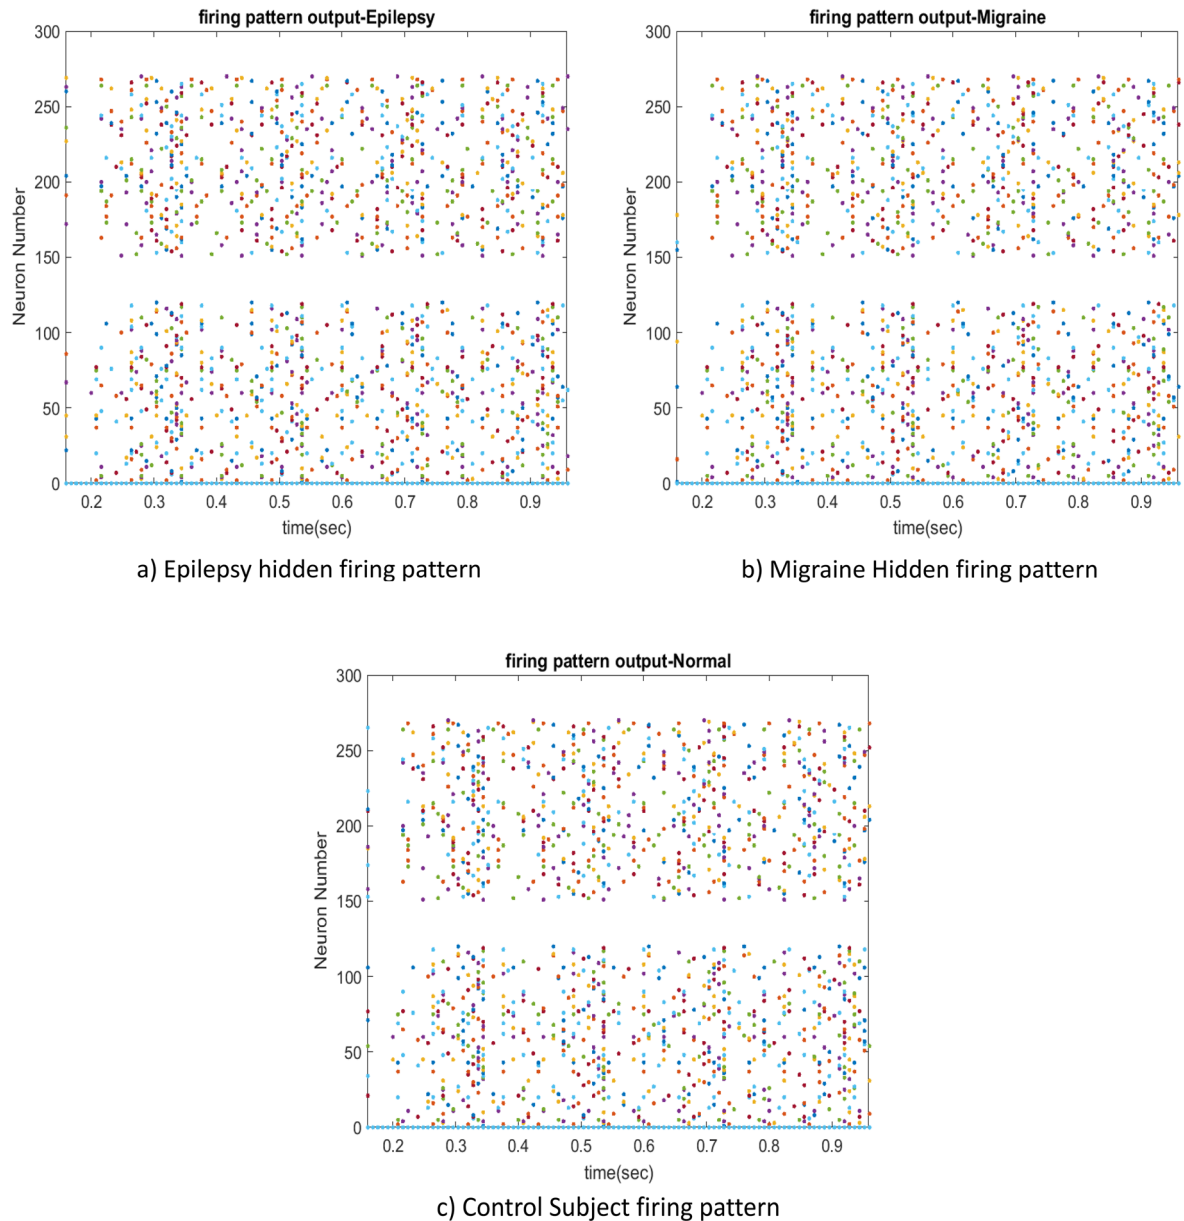 firing pattern output-Epilepsy
300
250
200
150
100
50
0
Neuron Number
0.2 0.3 0.4 0.5 0.6 0.7 0.8 0.9
time(sec)
a) Epilepsy hidden firing pattern
firing pattern output-Migraine
300
250
200
150
100
50
0
Neuron Number
0.2 0.3 0.4 0.5 0.6 0.7 0.8 0.9
time(sec)
b) Migraine Hidden firing pattern
firing pattern output-Normal
300
250
200
150
100
50
0
Neuron Number
0.2 0.3 0.4 0.5 0.6 0.7 0.8 0.9
time(sec)
c) Control Subject firing pattern